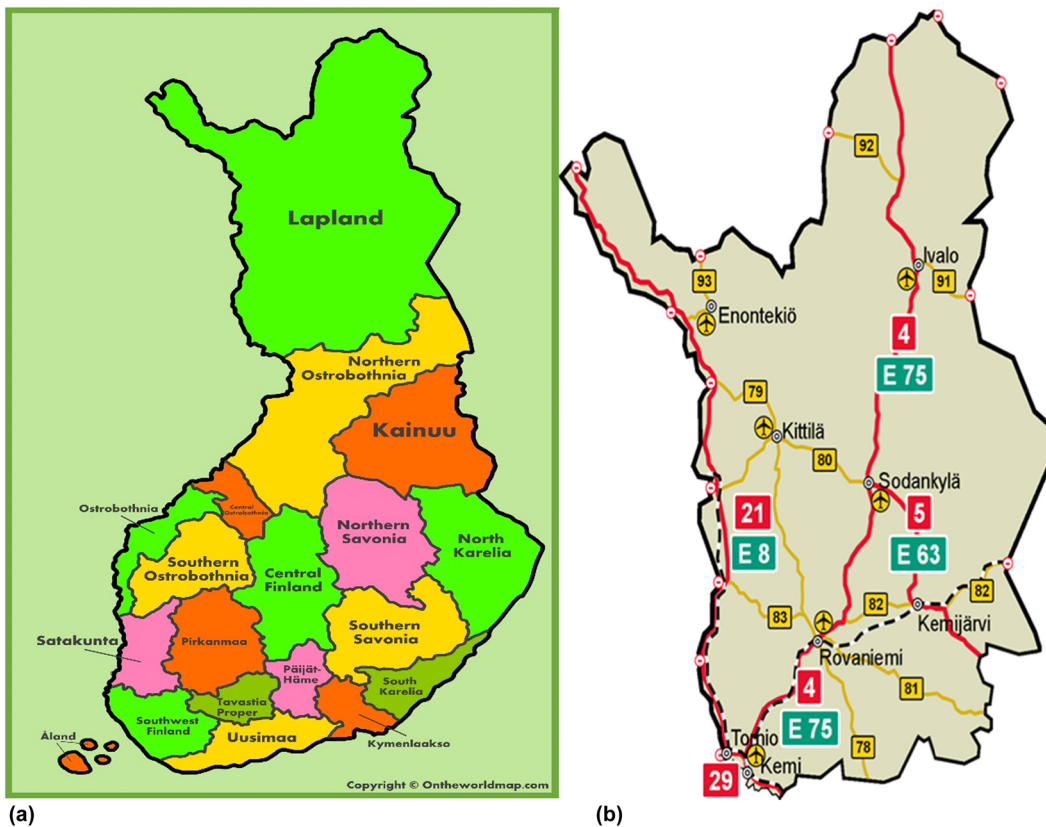 Lapland
Northern
Ostrobothnia
Kainuu
Ostrobothnia
Central
Ostrobothnia
Northern
Savonia
North
Karelia
Southern
Ostrobothnia
Central
Finland
Southern
Savonia
Satakunta
Pirkanmaa
Päijät-
Häme
South
Karelia
Tavastia
Proper
Southwest
Finland
Uusimaa
Kymenlaakso
Åland
Copyright © Ontheworldmap.com
(a)
92
Ivalo
93
91
Enontekiö
4
E 75
79
Kittilä
80
Sodankylä
21
5
E 8
E 63
82
82
83
Kemijärvi
Rovaniemi
4
81
E 75
78
Tornio
29
Kemi
(b)